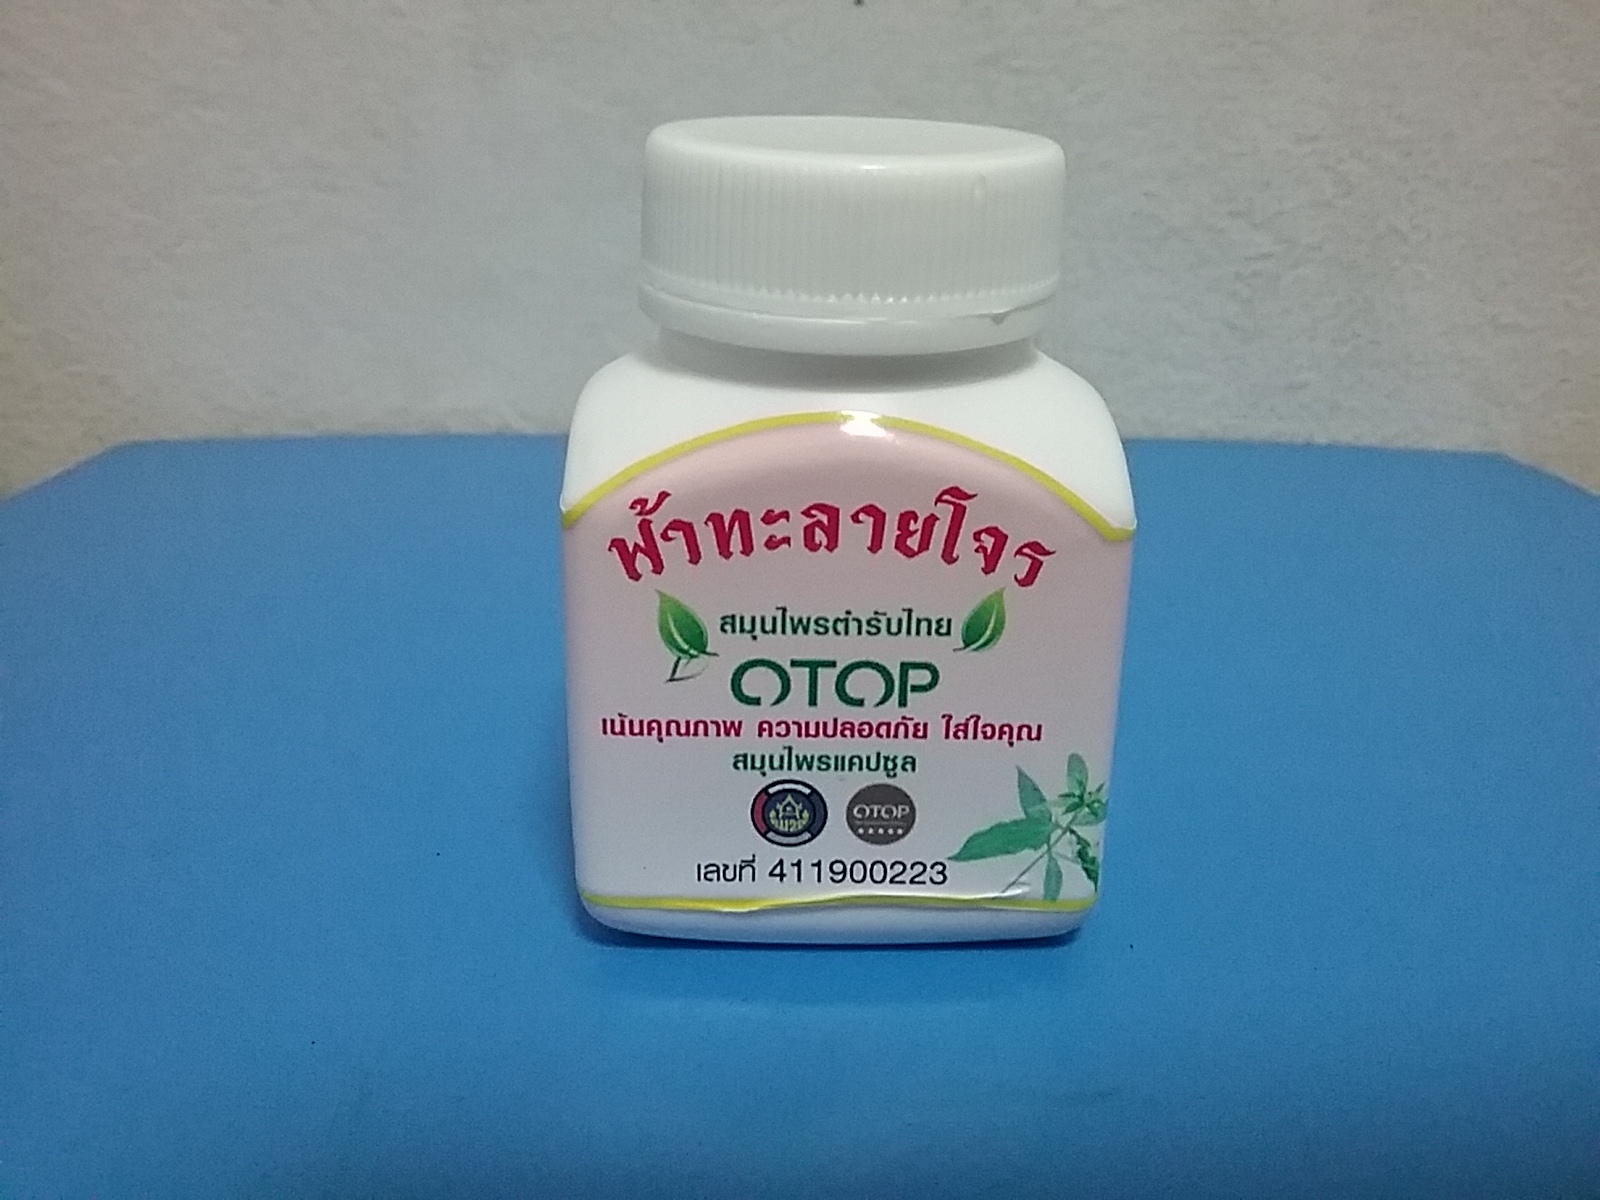 ฟ้าทะลายโจร
สมุนไพรตำรับไทย
OTOP
เน้นคุณภาพ ความปลอดภัย ใส่ใจคุณ
สมุนไพรแคปซูล
OTOP
เลขที่ 411900223